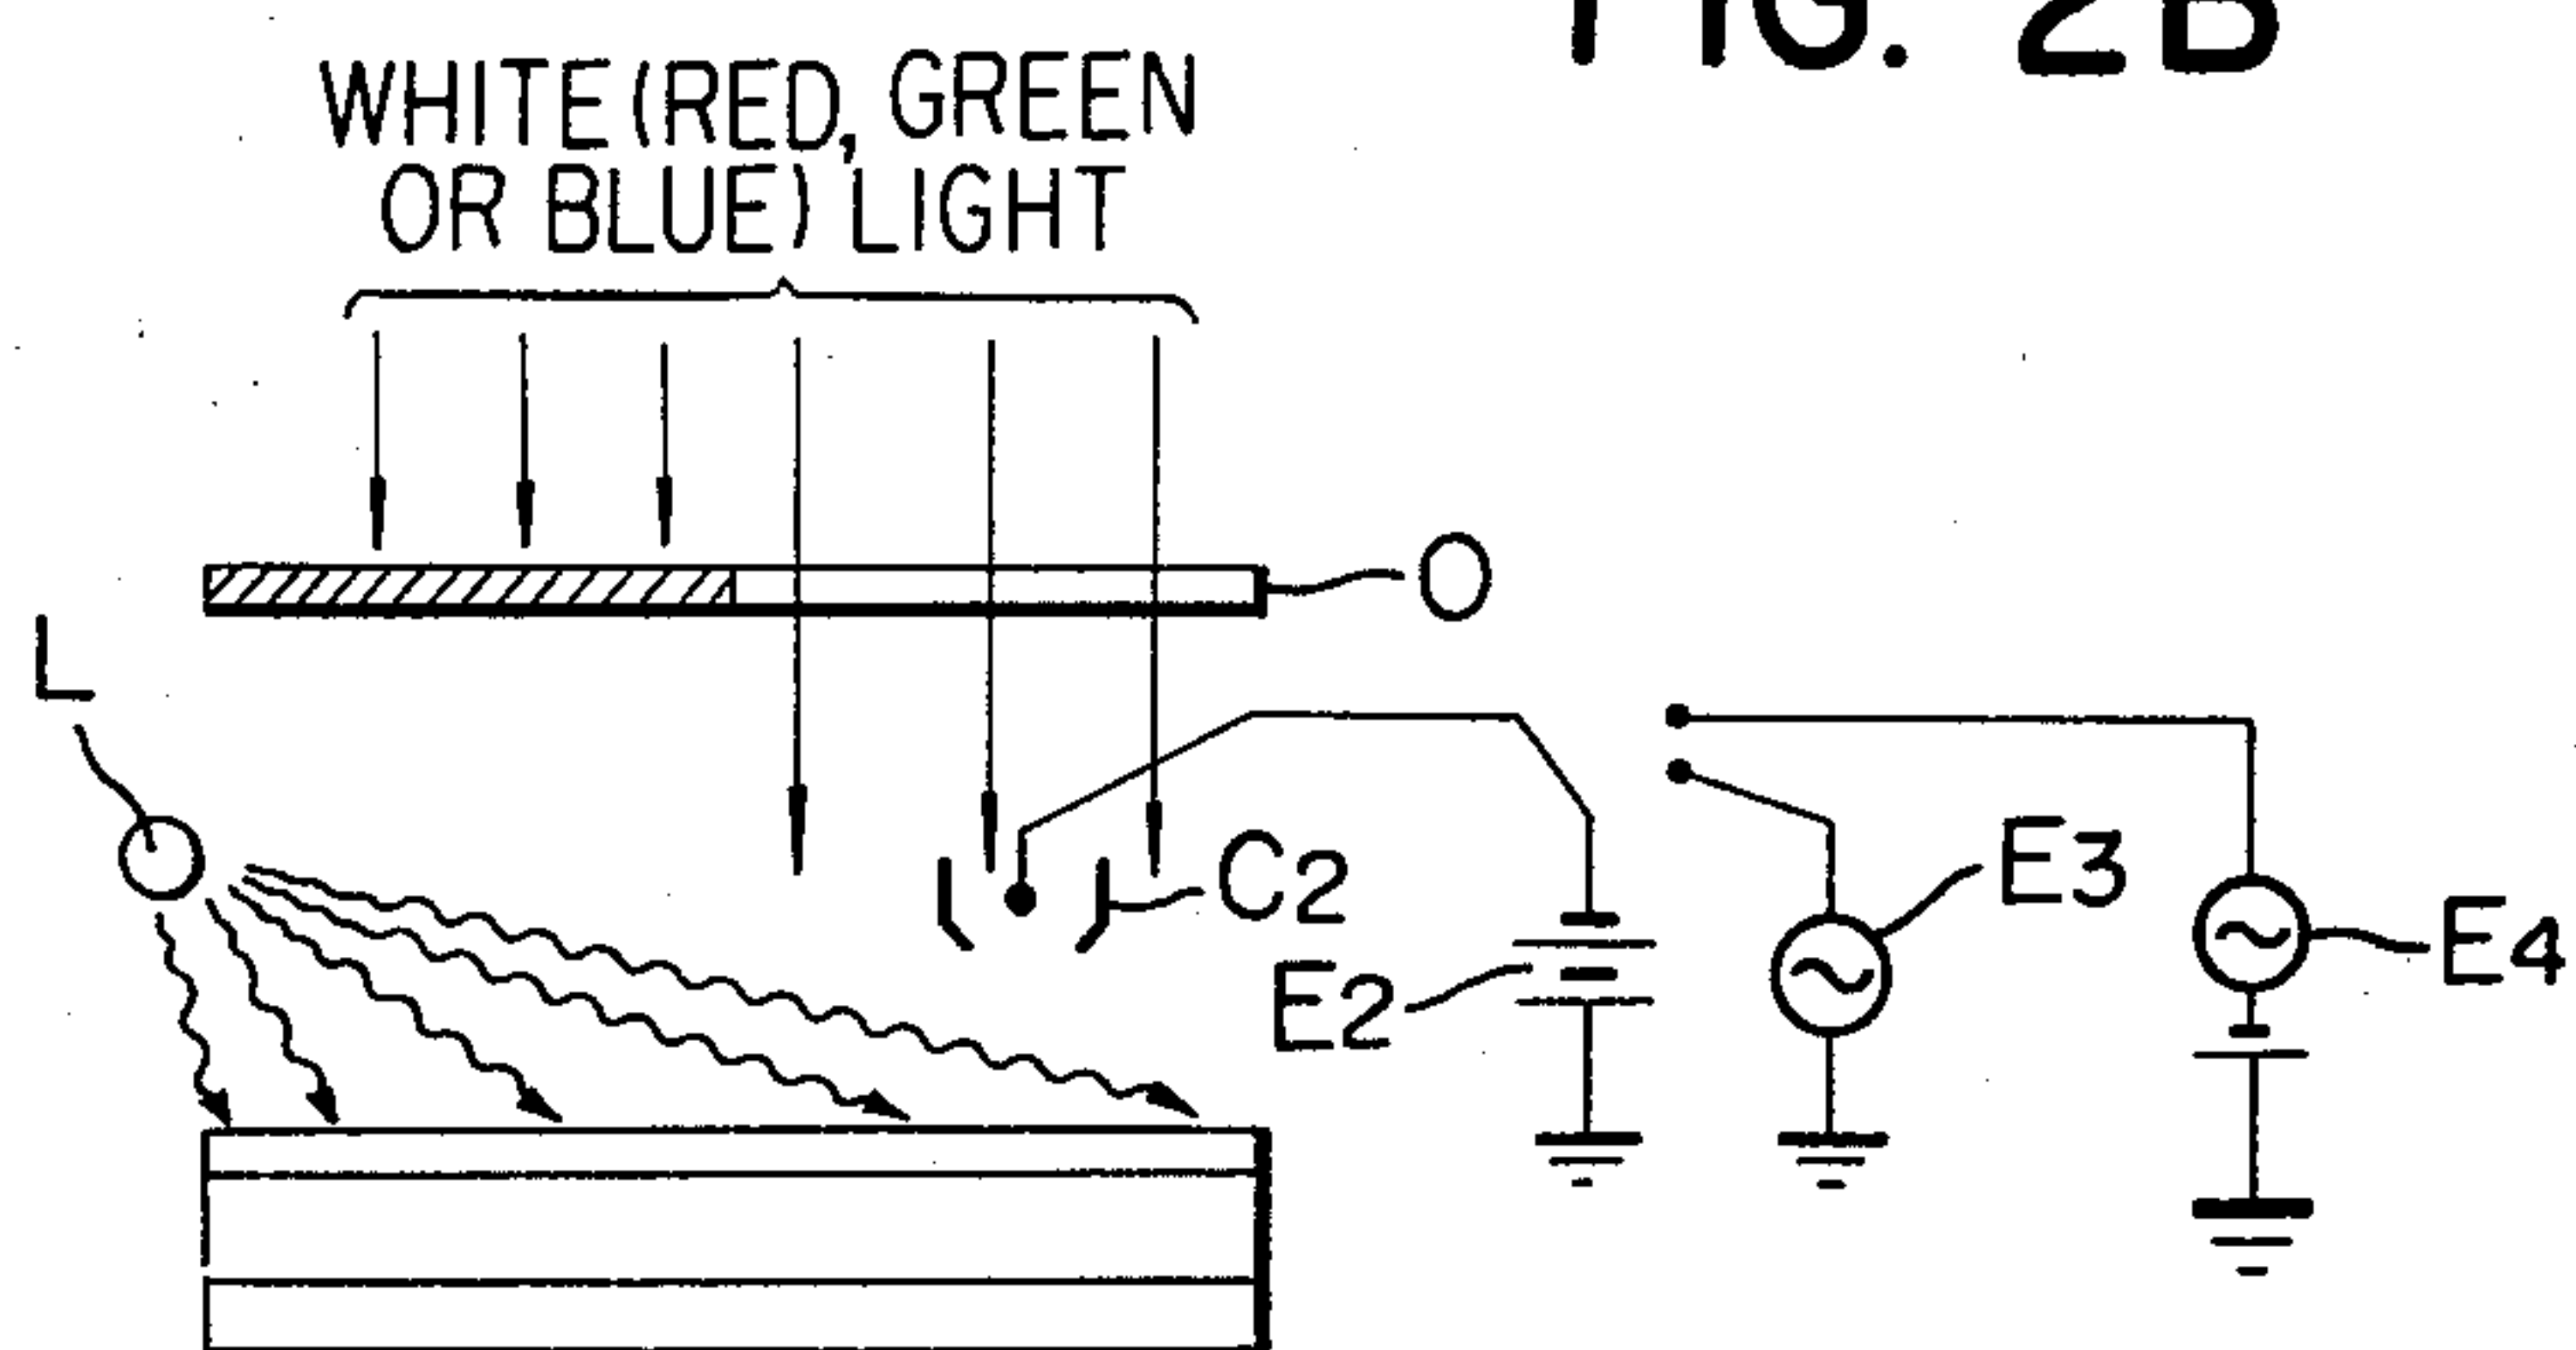 FIG. 2B
WHITE (RED, GREEN
OR BLUE) LIGHT
O
L
C2
E3
E2
E4